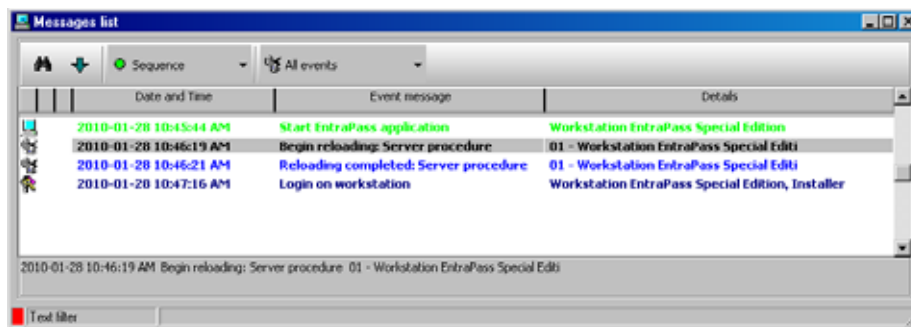 Messages list
Sequence All events
Date and Time Event message Details
2010-01-28 10:45:44 AM Start EntraPass application Workstation EntraPass Special Edition
2010-01-28 10:46:19 AM Begin reloading: Server procedure 01 - Workstation EntraPass Special Editi
2010-01-28 10:46:21 AM Reloading completed: Server procedure 01 - Workstation EntraPass Special Editi
2010-01-28 10:47:16 AM Login on workstation Workstation EntraPass Special Edition, Installer
2010-01-28 10:46:19 AM Begin reloading: Server procedure 01 - Workstation EntraPass Special Editi
Text filter